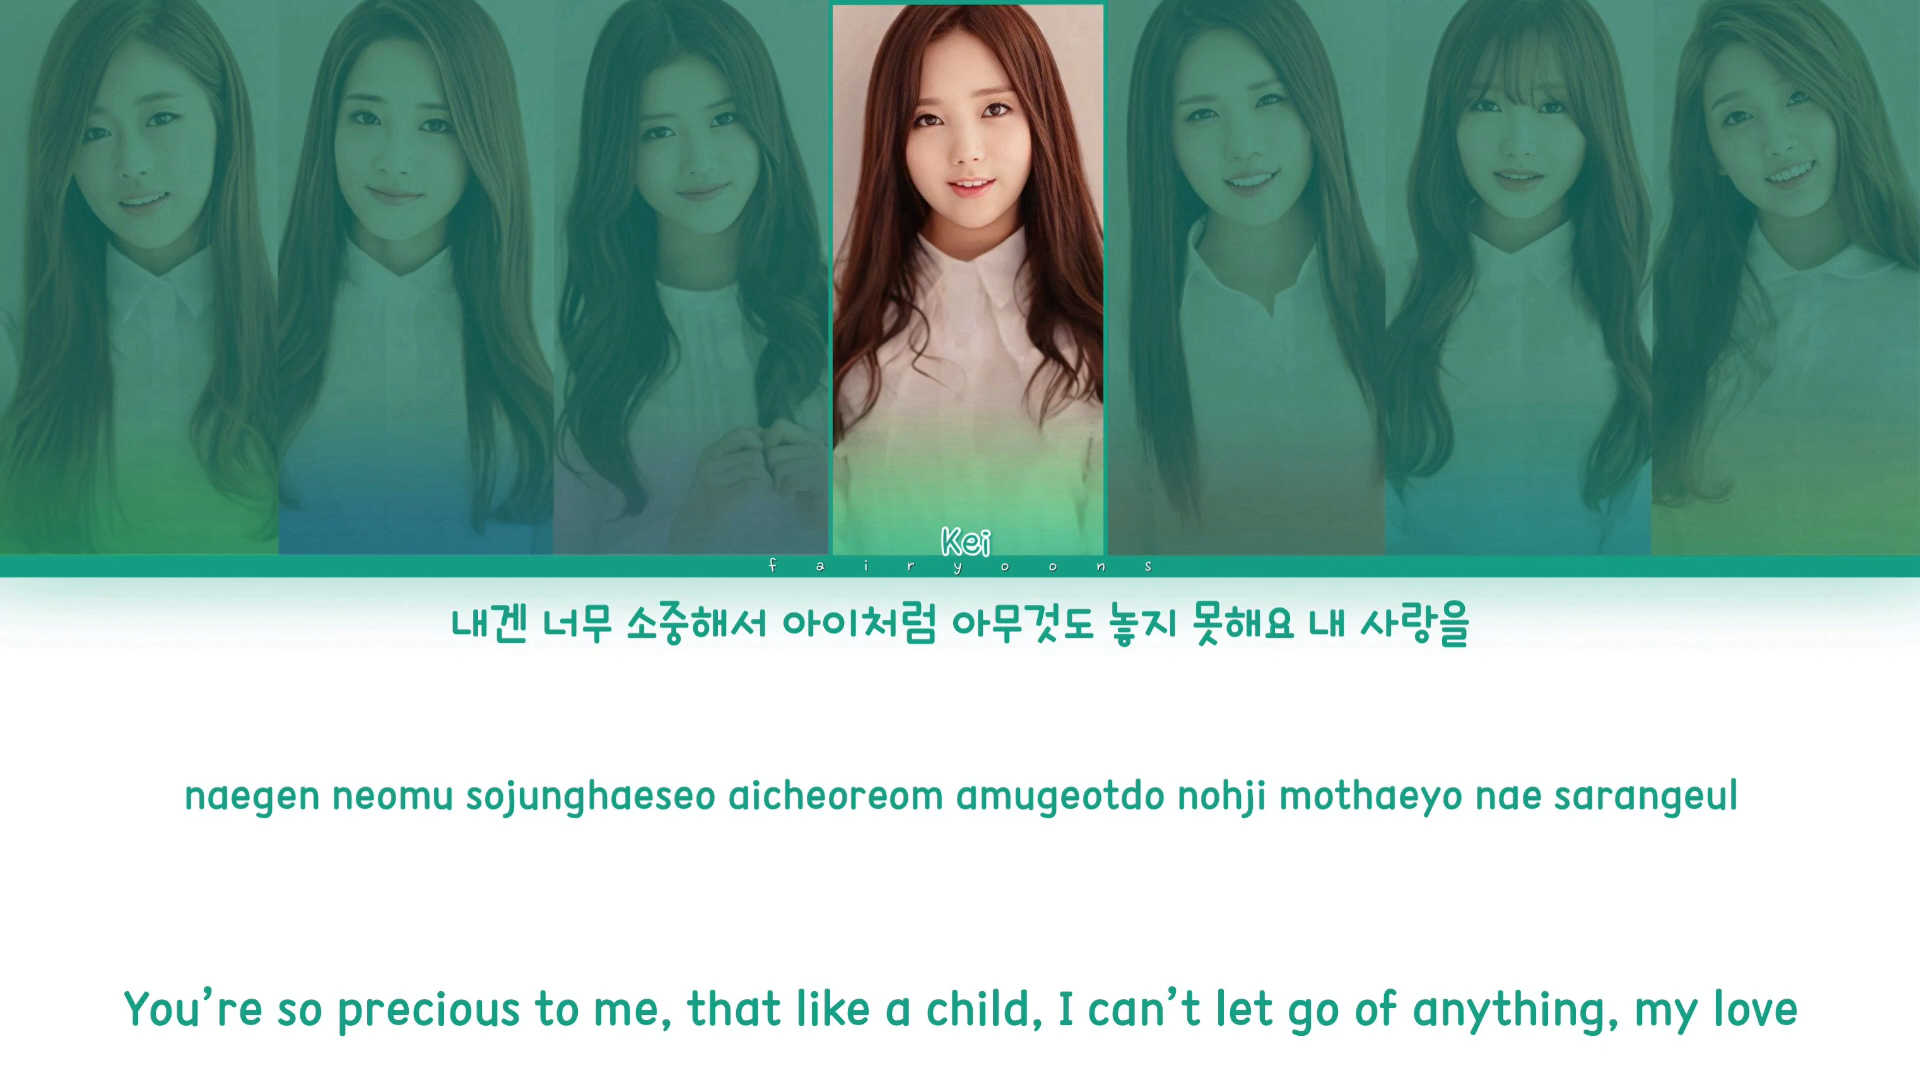 Kei
fairyoons
내겐 너무 소중해서 아이처럼 아무것도 놓지 못해요 내 사랑을
naegen neomu sojunghaeseo aicheoreom amugeotdo nohji mothaeyo nae sarangeul
You’re so precious to me, that like a child, I can’t let go of anything, my love